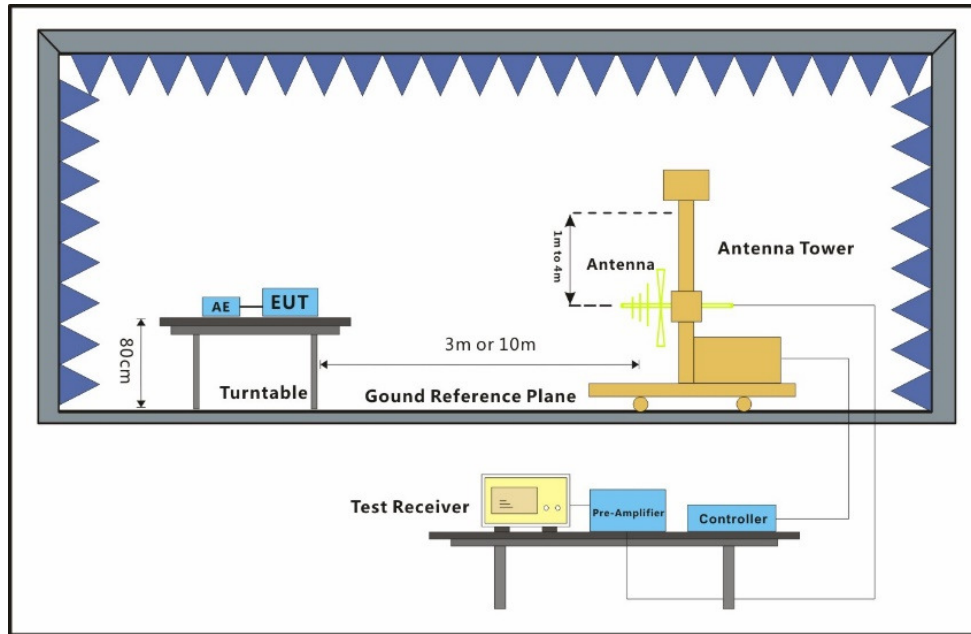 1m to 4m
Antenna
Antenna Tower
AE
EUT
80cm
3m or 10m
Turntable
Gound Reference Plane
Test Receiver
Pre-Amplifier
Controller